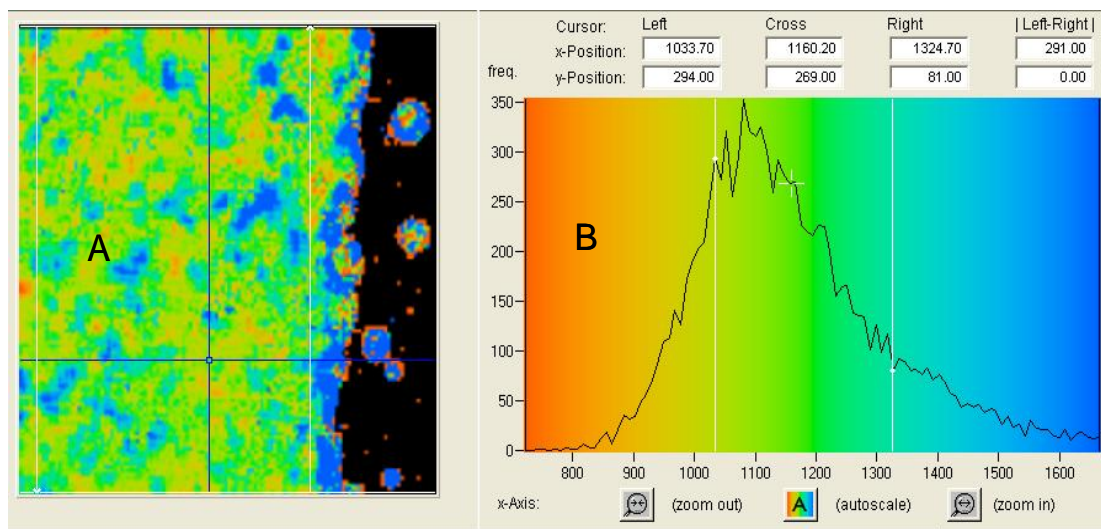 A
Cursor: Left Cross Right | Left-Right |
x-Position: 1033.70 1160.20 1324.70 291.00
freq. y-Position: 294.00 269.00 81.00 0.00
350
300
250
200
150
100
50
0
B
800 900 1000 1100 1200 1300 1400 1500 1600
x-Axis: (zoom out) A (autoscale) (zoom in)